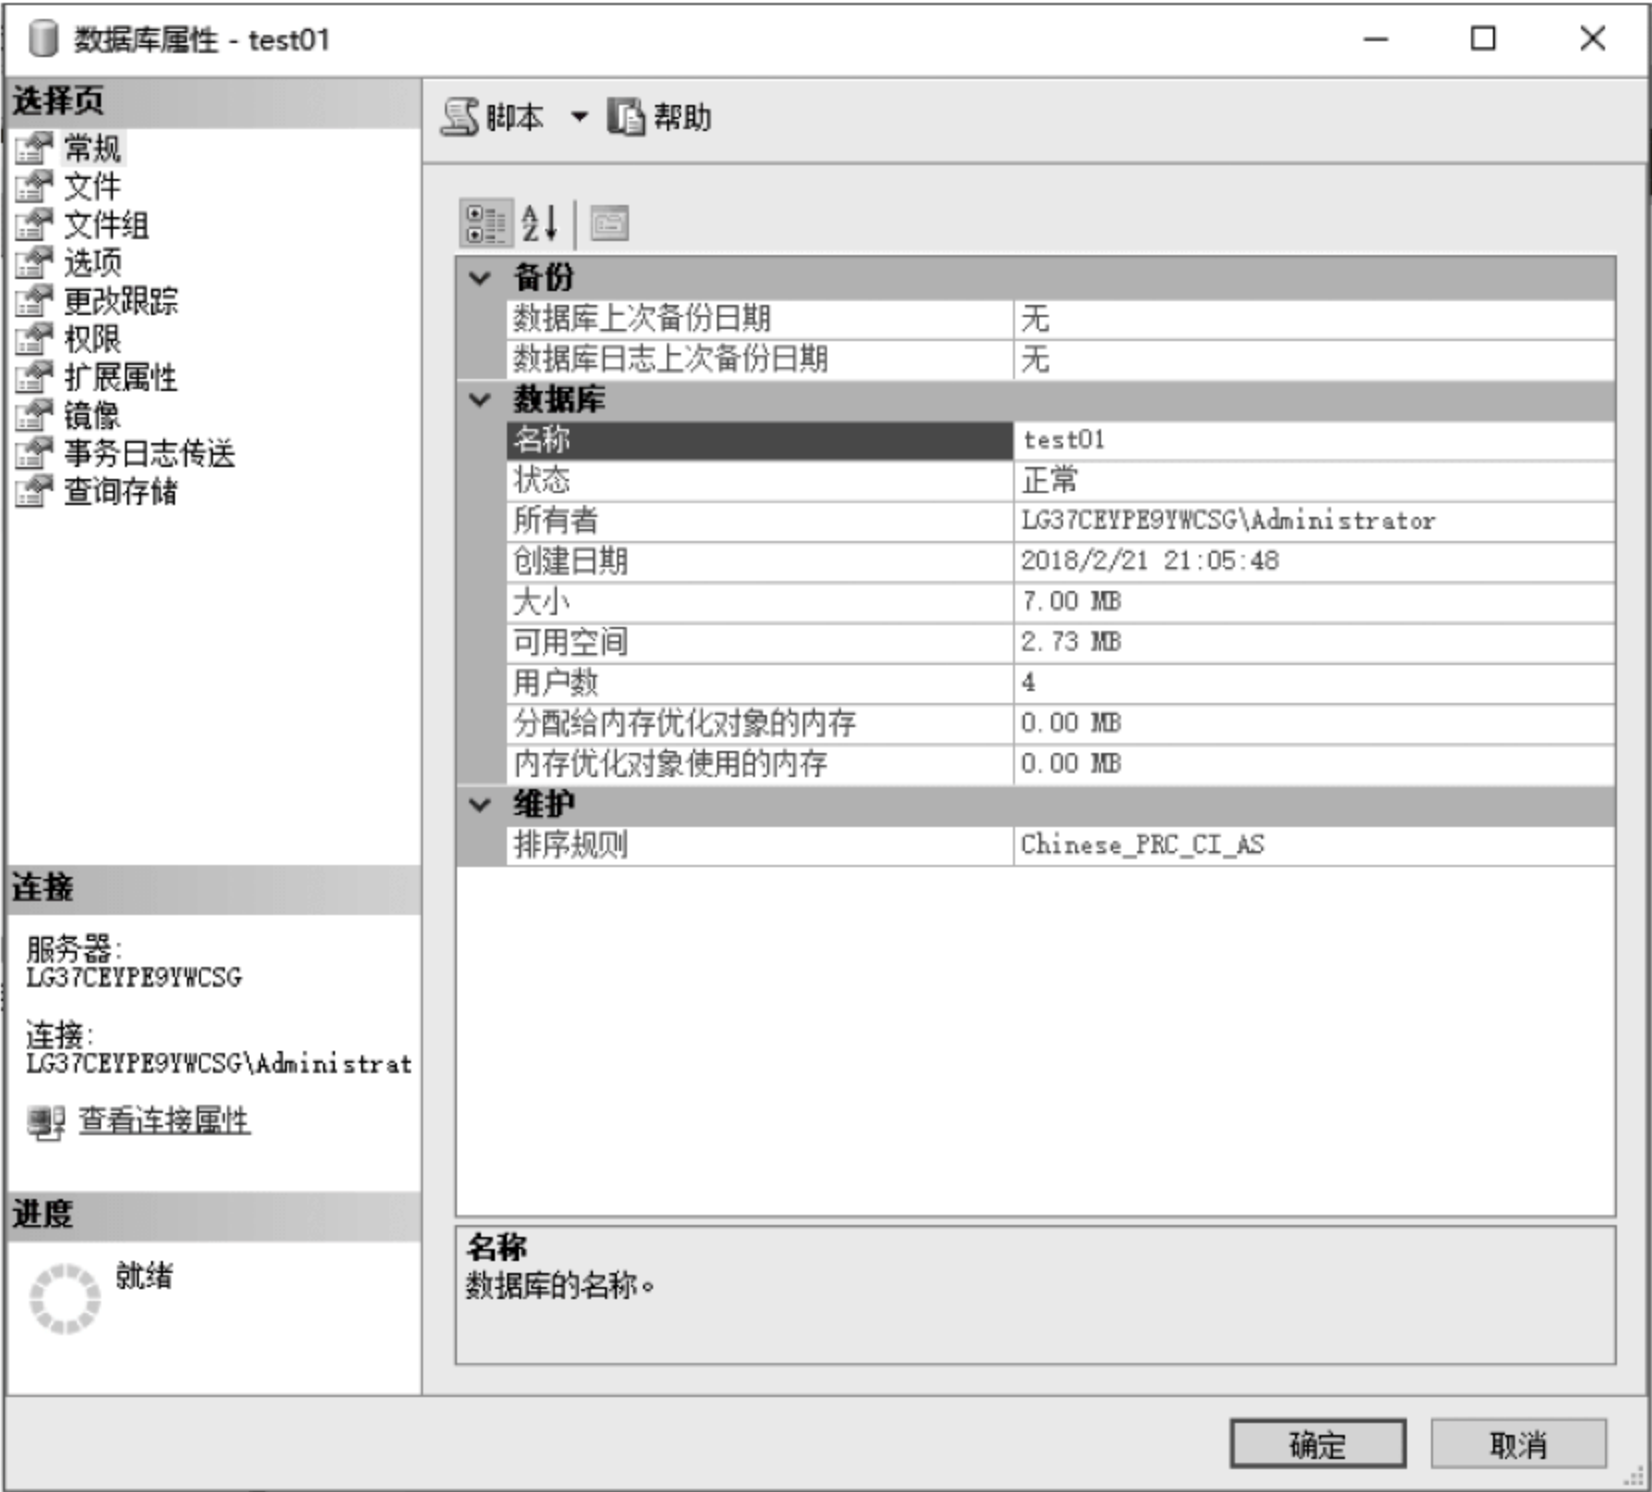 数据库属性 - test01
选择页
常规
文件
文件组
选项
更改跟踪
权限
扩展属性
镜像
事务日志传送
查询存储
连接
服务器:
LG37CEYPE9YWCSG
连接:
LG37CEYPE9YWCSG\Administrat
查看连接属性
进度
就绪
脚本 帮助
备份
数据库上次备份日期 无
数据库日志上次备份日期 无
数据库
名称 test01
状态 正常
所有者 LG37CEYPE9YWCSG\Administrator
创建日期 2018/2/21 21:05:48
大小 7.00 MB
可用空间 2.73 MB
用户数 4
分配给内存优化对象的内存 0.00 MB
内存优化对象使用的内存 0.00 MB
维护
排序规则 Chinese_PRC_CI_AS
名称
数据库的名称。
确定 取消